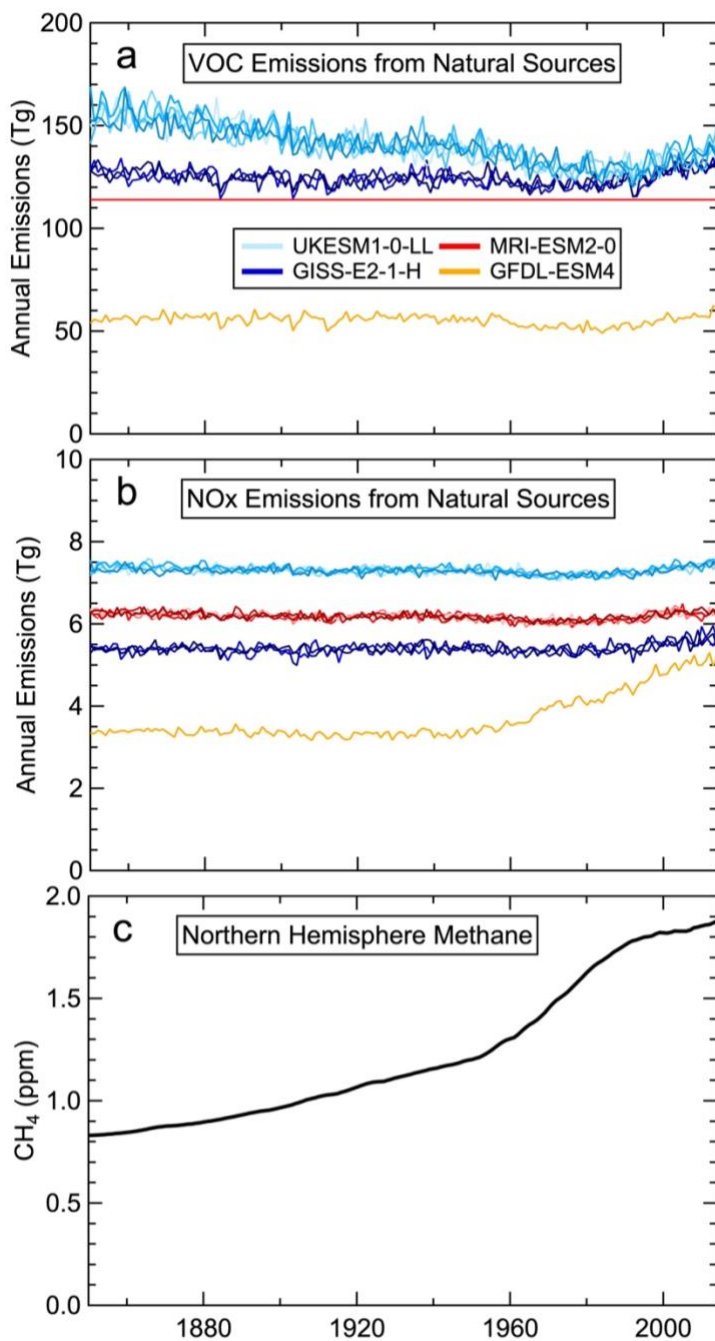 200
a
VOC Emissions from Natural Sources
150
Annual Emissions (Tg)
100
UKESM1-0-LL MRI-ESM2-0
GISS-E2-1-H GFDL-ESM4
50
0
10
b
NOx Emissions from Natural Sources
8
Annual Emissions (Tg)
6
4
2
0
2.0
c
Northern Hemisphere Methane
1.5
CH₄ (ppm)
1.0
0.5
0.0
1880 1920 1960 2000